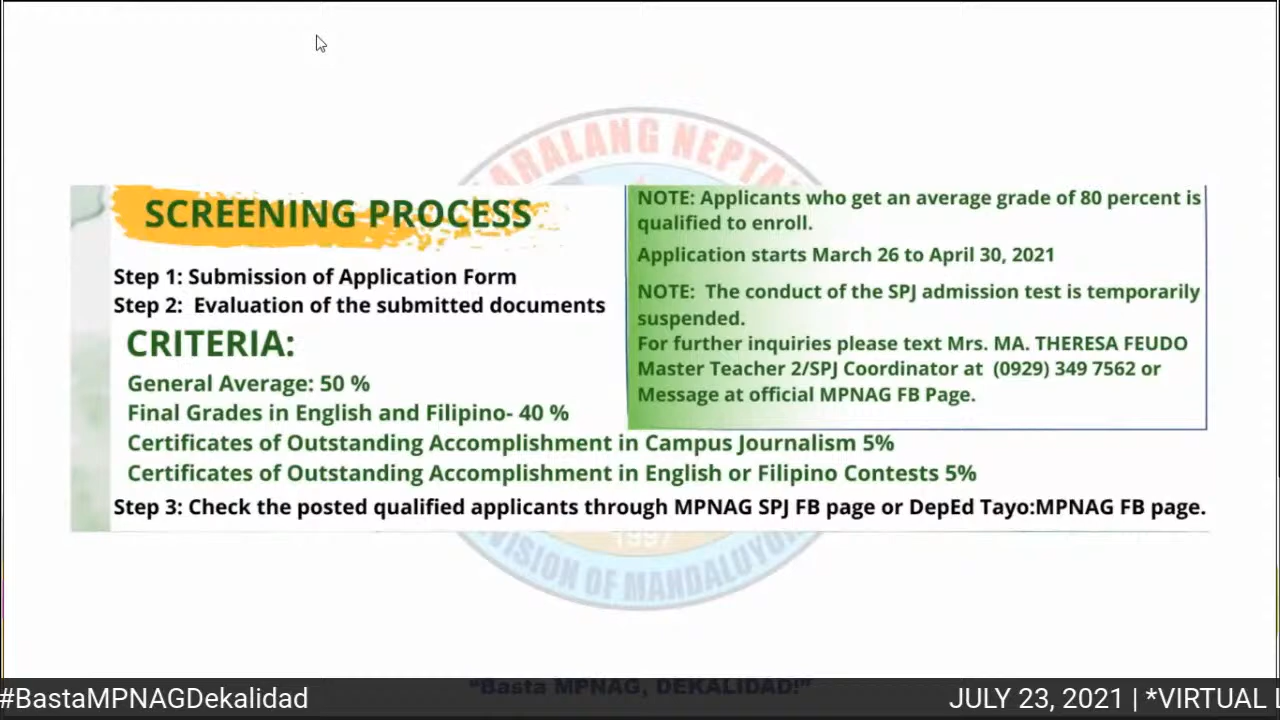 ARALANG NEPTA
SCREENING PROCESS
Step 1: Submission of Application Form
Step 2: Evaluation of the submitted documents
CRITERIA:
General Average: 50 %
Final Grades in English and Filipino- 40 %
Certificates of Outstanding Accomplishment in Campus Journalism 5%
Certificates of Outstanding Accomplishment in English or Filipino Contests 5%
Step 3: Check the posted qualified applicants through MPNAG SPJ FB page or DepEd Tayo:MPNAG FB page.
NOTE: Applicants who get an average grade of 80 percent is
qualified to enroll.
Application starts March 26 to April 30, 2021
NOTE: The conduct of the SPJ admission test is temporarily
suspended.
For further inquiries please text Mrs. MA. THERESA FEUDO
Master Teacher 2/SPJ Coordinator at (0929) 349 7562 or
Message at official MPNAG FB Page.
1997
VISION OF MANDALUYO
"Basta MPNAG, DEKALIDAD!"
#BastaMPNAGDekalidad
JULY 23, 2021 | *VIRTUAL L